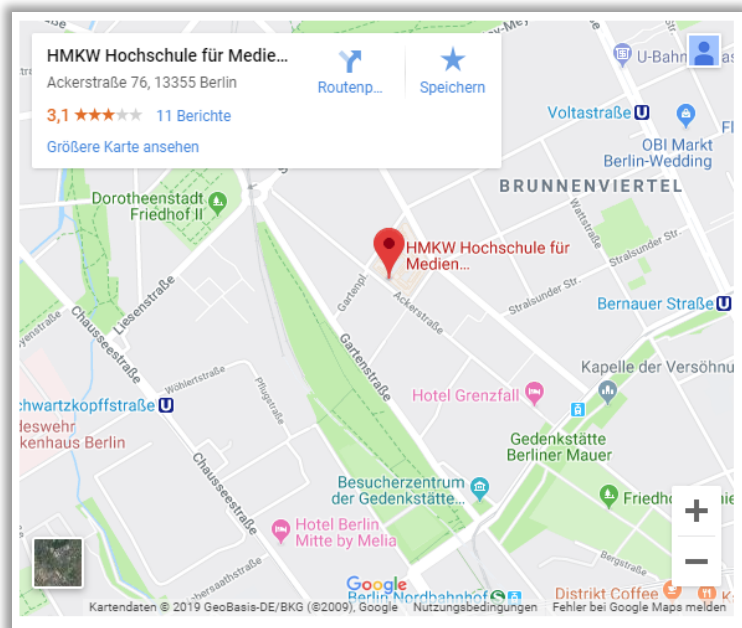 HMKW Hochschule für Medie...
Ackerstraße 76, 13355 Berlin
3,1
11 Berichte
Größere Karte ansehen
Routenp...
Speichern
U-Bahn
Voltastraße U
OBI Markt
Berlin-Wedding
BRUNNENVIERTEL
Dorotheenstadt
Friedhof II
Wattstraße
HMKW Hochschule für
Medien...
Stralsunder Str.
Stralsunder Str.
Gartenpl.
Ackerstraße
Bernauer Straße U
Liesenstraße
Chausseestraße
Gartenstraße
Kapelle der Versöhnu
Wöhlertstraße
Pflugstraße
Hotel Grenzfall
chwartzkopffstraße U
deswehr
kenhaus Berlin
Gedenkstätte
Berliner Mauer
Chausseestraße
Besucherzentrum
der Gedenkstätte...
Friedho
Hotel Berlin
Mitte by Melia
+
−
Bergstraße
Google
Berlin Nordbahnhof S
Distrikt Coffee
Kartendaten © 2019 GeoBasis-DE/BKG (©2009), Google
Nutzungsbedingungen
Fehler bei Google Maps melden